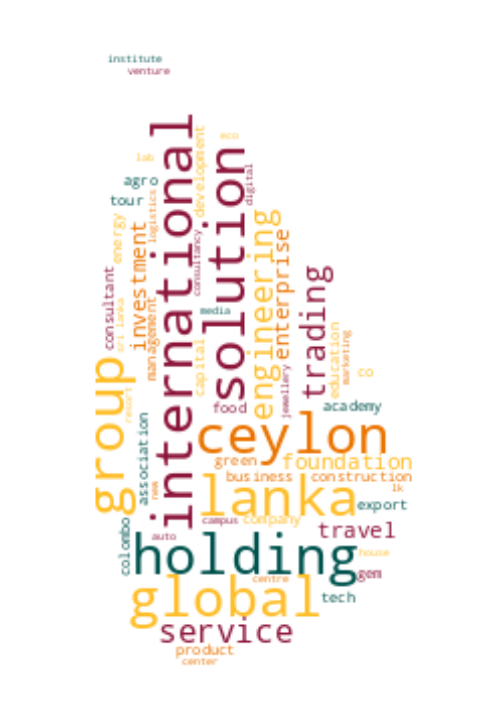 institute
venture
international
development
eco
solution
lab
digital
agro
tour
logistics
energy
investment
consultancy
engineering
enterprise
consultant
sri lanka
management
media
trading
capital
education
marketing
jewellery
co
group
resort
food
academy
association
ceylon
green
foundation
business
construction
new
lanka
lk
export
colombo
campus
company
travel
auto
holding
house
centre
gem
global
tech
service
product
center